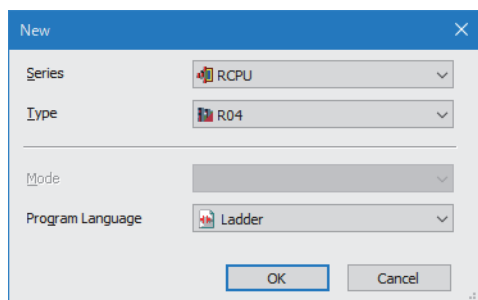 New
Series
RCPU
Type
R04
Mode
Program Language
Ladder
OK
Cancel